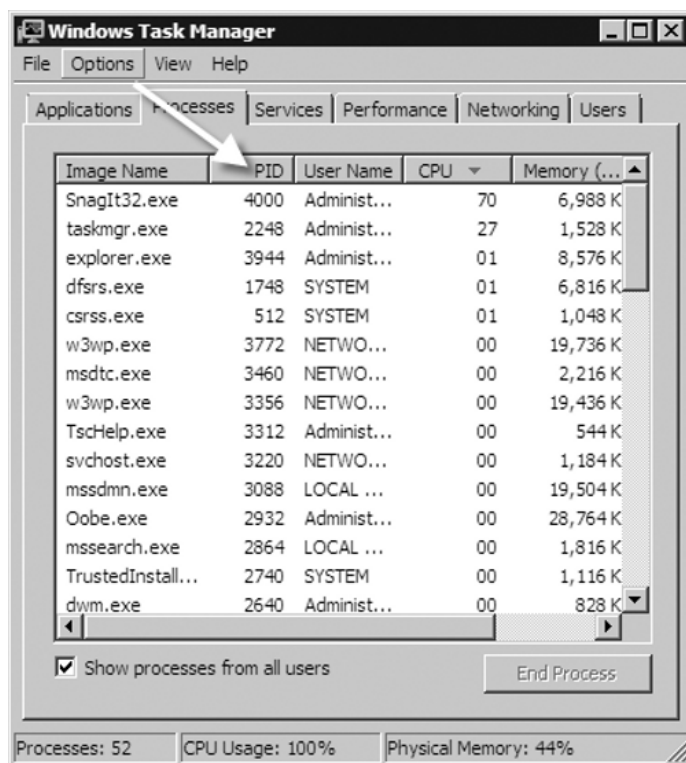 Windows Task Manager
File Options View Help
Applications Processes Services Performance Networking Users
Image Name PID User Name CPU Memory (...
SnagIt32.exe 4000 Administ... 70 6,988 K
taskmgr.exe 2248 Administ... 27 1,528 K
explorer.exe 3944 Administ... 01 8,576 K
dfsrs.exe 1748 SYSTEM 01 6,816 K
csrss.exe 512 SYSTEM 01 1,048 K
w3wp.exe 3772 NETWO... 00 19,736 K
msdtc.exe 3460 NETWO... 00 2,216 K
w3wp.exe 3356 NETWO... 00 19,436 K
TscHelp.exe 3312 Administ... 00 544 K
svchost.exe 3220 NETWO... 00 1,184 K
mssdmn.exe 3088 LOCAL ... 00 19,504 K
Oobe.exe 2932 Administ... 00 28,764 K
mssearch.exe 2864 LOCAL ... 00 1,816 K
TrustedInstall... 2740 SYSTEM 00 1,116 K
dwm.exe 2640 Administ... 00 828 K
Show processes from all users
End Process
Processes: 52 CPU Usage: 100% Physical Memory: 44%